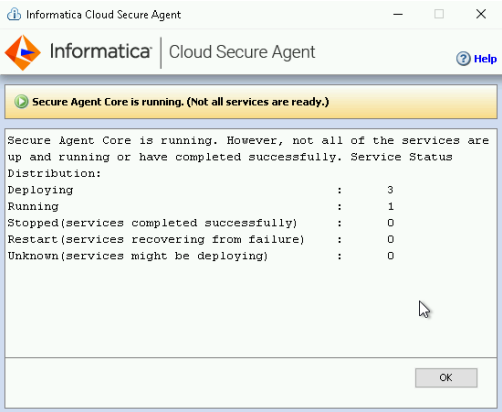 Informatica Cloud Secure Agent
Informatica Cloud Secure Agent
Help
Secure Agent Core is running. (Not all services are ready.)
Secure Agent Core is running. However, not all of the services are
up and running or have completed successfully. Service Status
Distribution:
Deploying : 3
Running : 1
Stopped(services completed successfully) : 0
Restart(services recovering from failure) : 0
Unknown(services might be deploying) : 0
OK